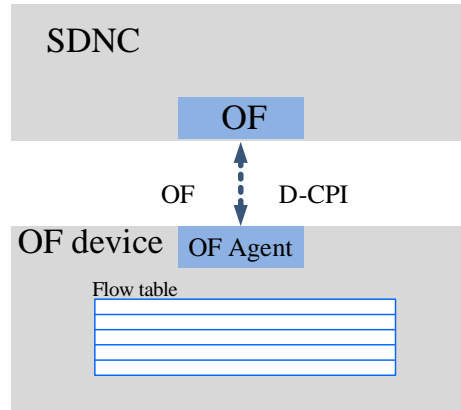 SDNC
OF
OF D-CPI
OF device OF Agent
Flow table